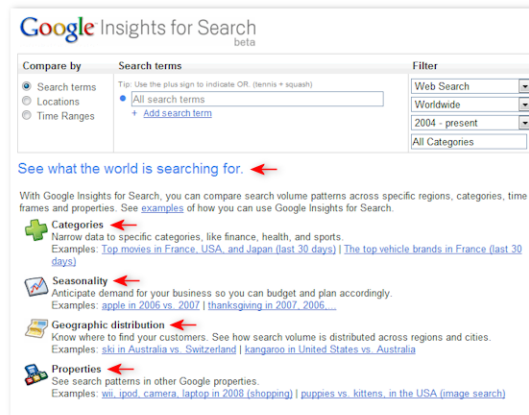 Google Insights for Search
beta
Compare by
Search terms
Locations
Time Ranges
Search terms
Tip: Use the plus sign to indicate OR. (tennis + squash)
All search terms
+ Add search term
Filter
Web Search
Worldwide
2004 - present
All Categories
See what the world is searching for.
With Google Insights for Search, you can compare search volume patterns across specific regions, categories, time
frames and properties. See examples of how you can use Google Insights for Search.
Categories
Narrow data to specific categories, like finance, health, and sports.
Examples: Top movies in France, USA, and Japan (last 30 days) | The top vehicle brands in France (last 30
days)
Seasonality
Anticipate demand for your business so you can budget and plan accordingly.
Examples: apple in 2006 vs. 2007 | thanksgiving in 2007, 2006,...
Geographic distribution
Know where to find your customers. See how search volume is distributed across regions and cities.
Examples: ski in Australia vs. Switzerland | kangaroo in United States vs. Australia
Properties
See search patterns in other Google properties.
Examples: wii, ipod, camera, laptop in 2008 (shopping) | puppies vs. kittens, in the USA (image search)